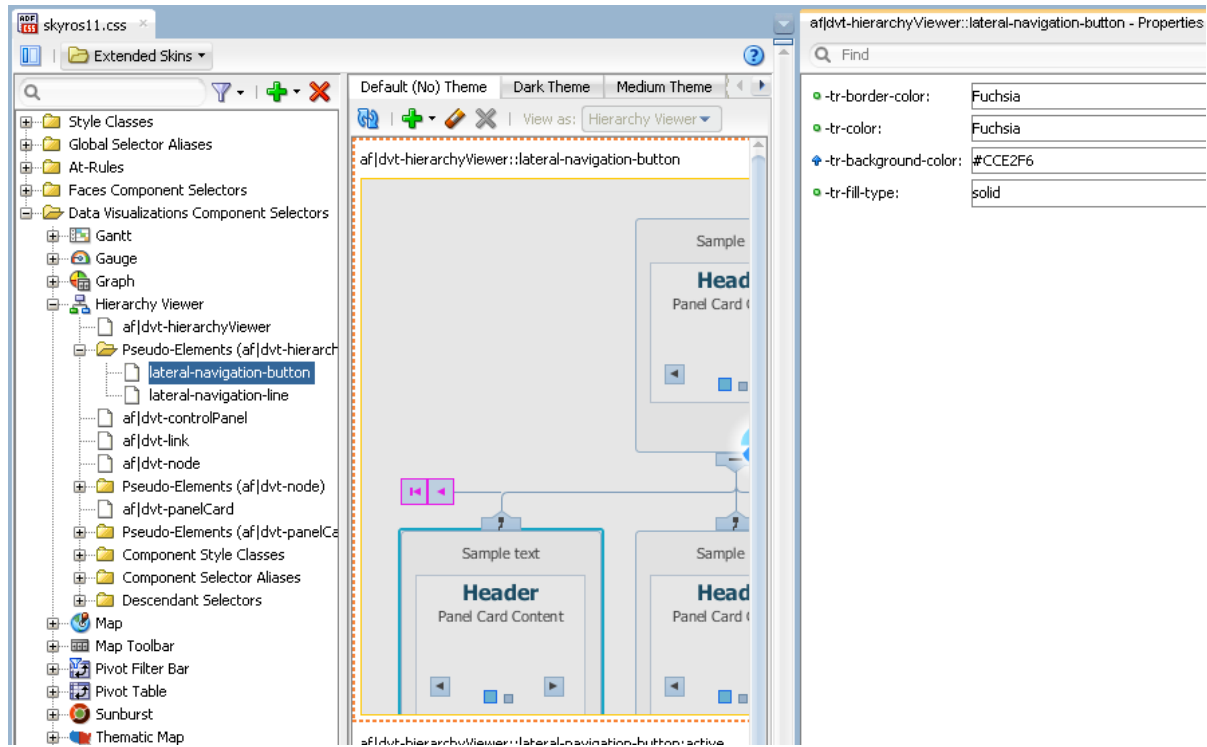 ADF
CSS
skyros11.css
Extended Skins
Style Classes
Global Selector Aliases
At-Rules
Faces Component Selectors
Data Visualizations Component Selectors
Gantt
Gauge
Graph
Hierarchy Viewer
af|dvt-hierarchyViewer
Pseudo-Elements (af|dvt-hierarch
lateral-navigation-button
lateral-navigation-line
af|dvt-controlPanel
af|dvt-link
af|dvt-node
Pseudo-Elements (af|dvt-node)
af|dvt-panelCard
Pseudo-Elements (af|dvt-panelCa
Component Style Classes
Component Selector Aliases
Descendant Selectors
Map
Map Toolbar
Pivot Filter Bar
Pivot Table
Sunburst
Thematic Map
Default (No) Theme Dark Theme Medium Theme
View as: Hierarchy Viewer
af|dvt-hierarchyViewer::lateral-navigation-button
Sample
Head
Panel Card
Sample text
Header
Panel Card Content
Sample
Head
Panel Card
af|dvt-hierarchyViewer::lateral-navigation-button:active
af|dvt-hierarchyViewer::lateral-navigation-button - Properties
Find
-tr-border-color: Fuchsia
-tr-color: Fuchsia
-tr-background-color: #CCE2F6
-tr-fill-type: solid